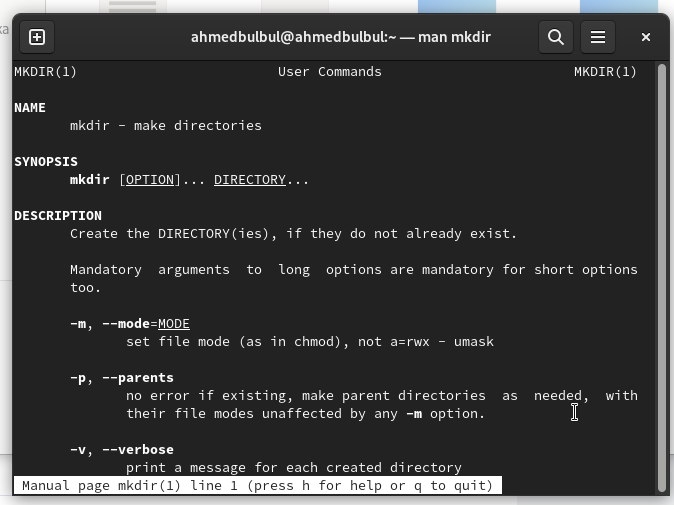 ka
ahmedbulbul@ahmedbulbul:~ — man mkdir
MKDIR(1) User Commands MKDIR(1)
NAME
mkdir - make directories
SYNOPSIS
mkdir [OPTION]... DIRECTORY...
DESCRIPTION
Create the DIRECTORY(ies), if they do not already exist.
Mandatory arguments to long options are mandatory for short options
too.
-m, --mode=MODE
set file mode (as in chmod), not a=rwx - umask
-p, --parents
no error if existing, make parent directories as needed, with
their file modes unaffected by any -m option.
-v, --verbose
print a message for each created directory
Manual page mkdir(1) line 1 (press h for help or q to quit)